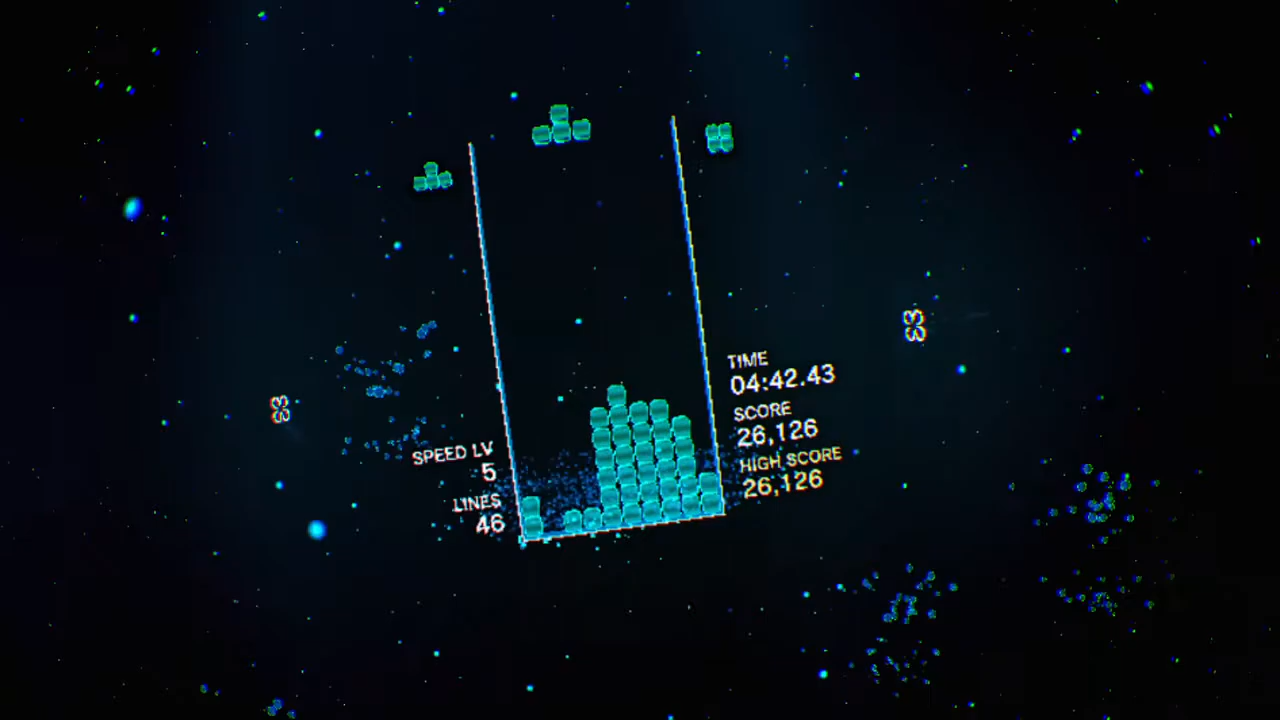 SPEED LV
5
LINES
46
TIME
04:42.43
SCORE
26,126
HIGH SCORE
26,126